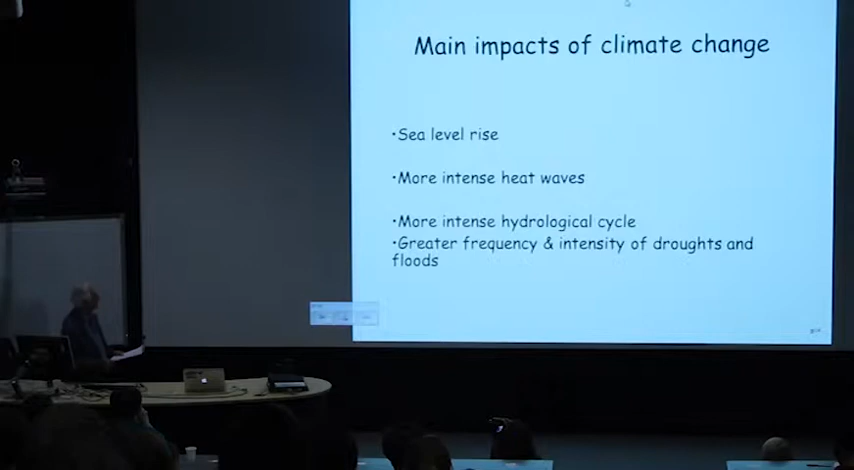 Main impacts of climate change
•Sea level rise
•More intense heat waves
•More intense hydrological cycle
•Greater frequency & intensity of droughts and
floods